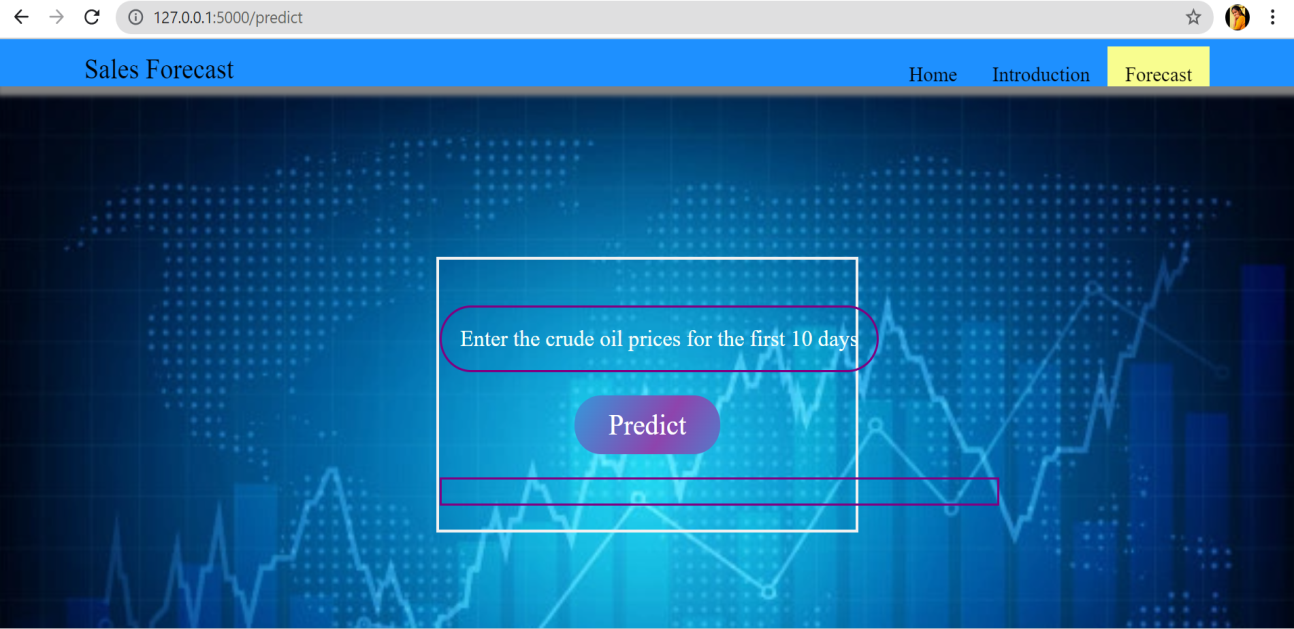 127.0.0.1:5000/predict
Sales Forecast
Home Introduction Forecast
Enter the crude oil prices for the first 10 days
Predict